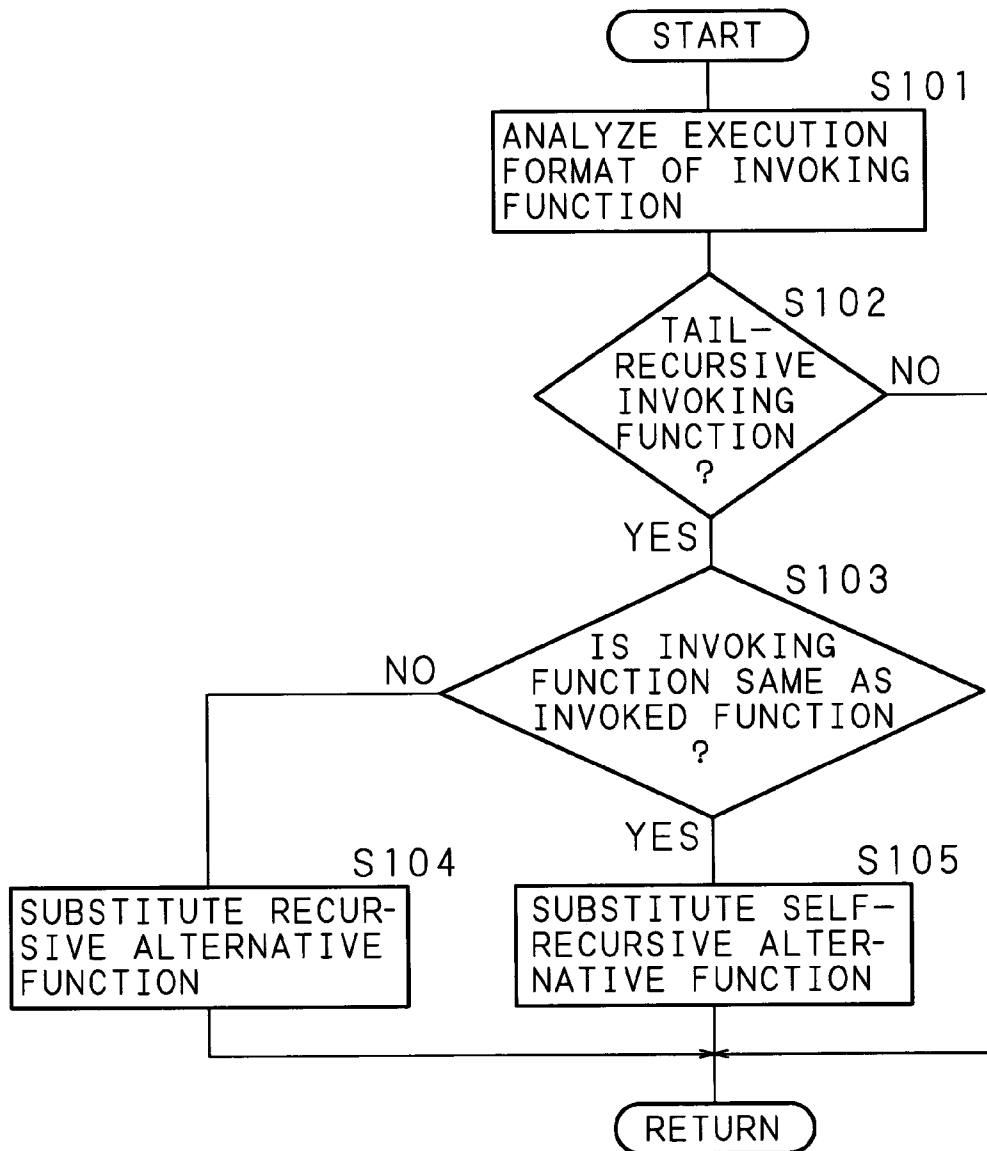 START
S101
ANALYZE EXECUTION
FORMAT OF INVOKING
FUNCTION
S102
TAIL-
RECURSIVE
INVOKING
FUNCTION
?
NO
YES
S103
IS INVOKING
FUNCTION SAME AS
INVOKED FUNCTION
?
NO
YES
S104
SUBSTITUTE RECUR-
SIVE ALTERNATIVE
FUNCTION
S105
SUBSTITUTE SELF-
RECURSIVE ALTER-
NATIVE FUNCTION
RETURN